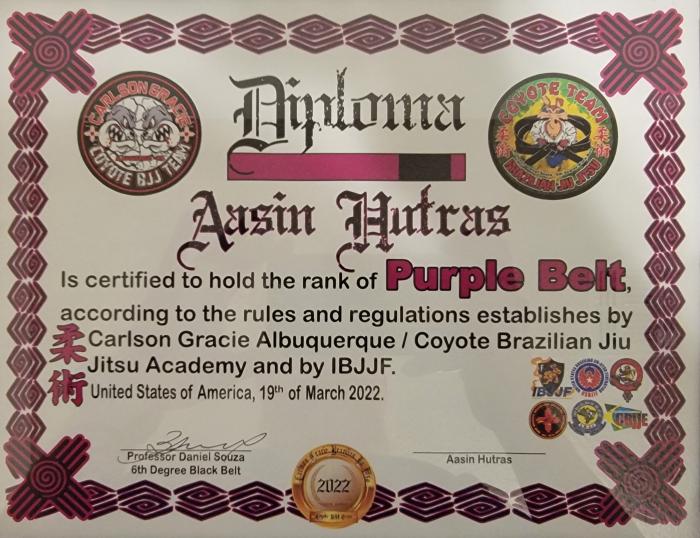 CARLSON GRACIE
COYOTE BJJ TEAM
Diploma
COYOTE TEAM
BRAZILIAN JIU JITSU
Aasin Hutras
Is certified to hold the rank of Purple Belt,
according to the rules and regulations establishes by
Carlson Gracie Albuquerque / Coyote Brazilian Jiu
Jitsu Academy and by IBJJF.
柔術
United States of America, 19th of March 2022.
IBJJF
Professor Daniel Souza
6th Degree Black Belt
2022
Aasin Hutras